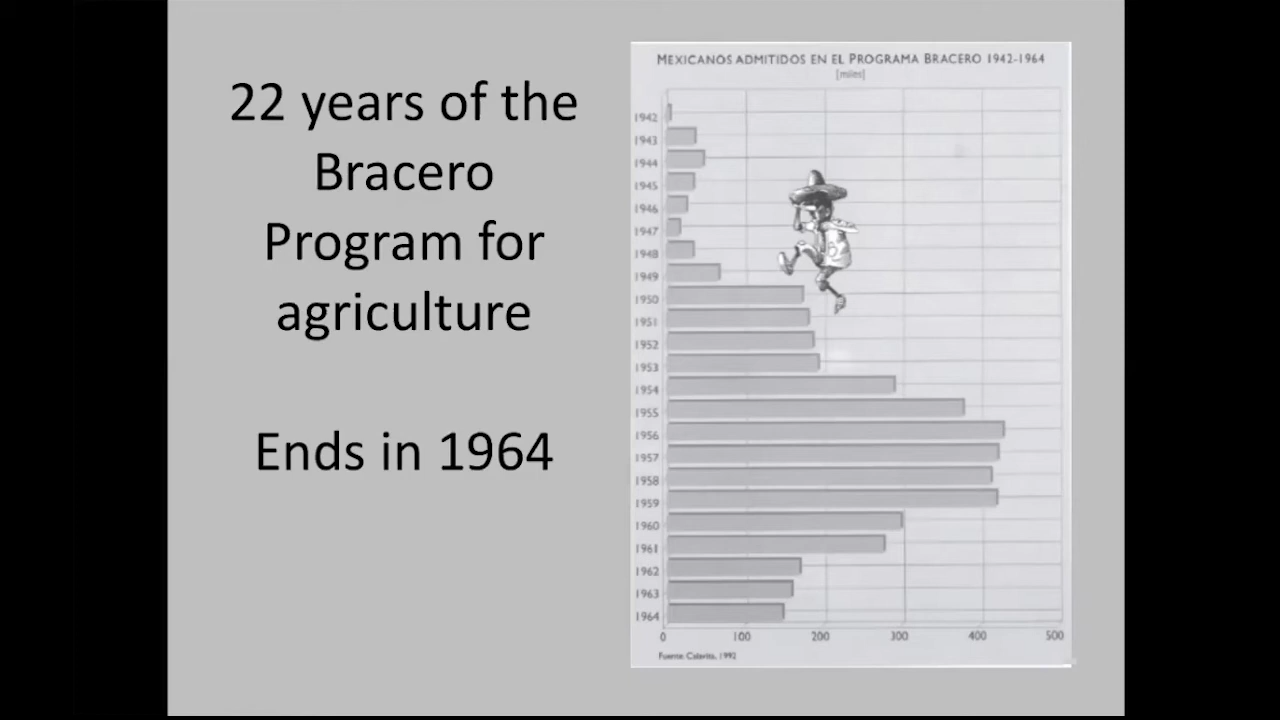 22 years of the
Bracero
Program for
agriculture
Ends in 1964
MEXICANOS ADMITIDOS EN EL PROGRAMA BRACERO 1942-1964
[miles]
1942
1943
1944
1945
1946
1947
1948
1949
1950
1951
1952
1953
1954
1955
1956
1957
1958
1959
1960
1961
1962
1963
1964
0 100 200 300 400 500
Fuente: Calavita, 1992